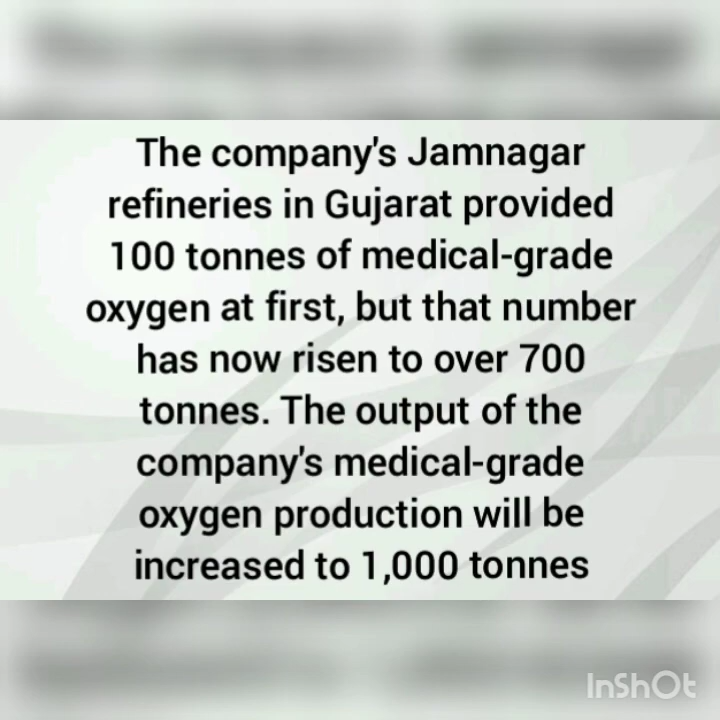 The company's Jamnagar
refineries in Gujarat provided
100 tonnes of medical-grade
oxygen at first, but that number
has now risen to over 700
tonnes. The output of the
company's medical-grade
oxygen production will be
increased to 1,000 tonnes
InShOt